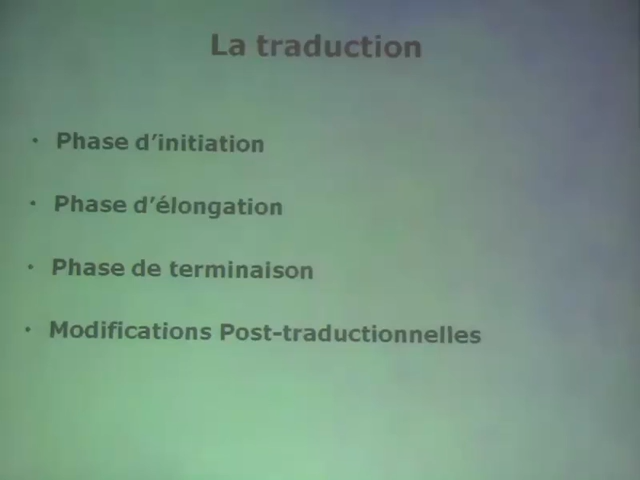 La traduction
• Phase d’initiation
• Phase d’élongation
• Phase de terminaison
• Modifications Post-traductionnelles